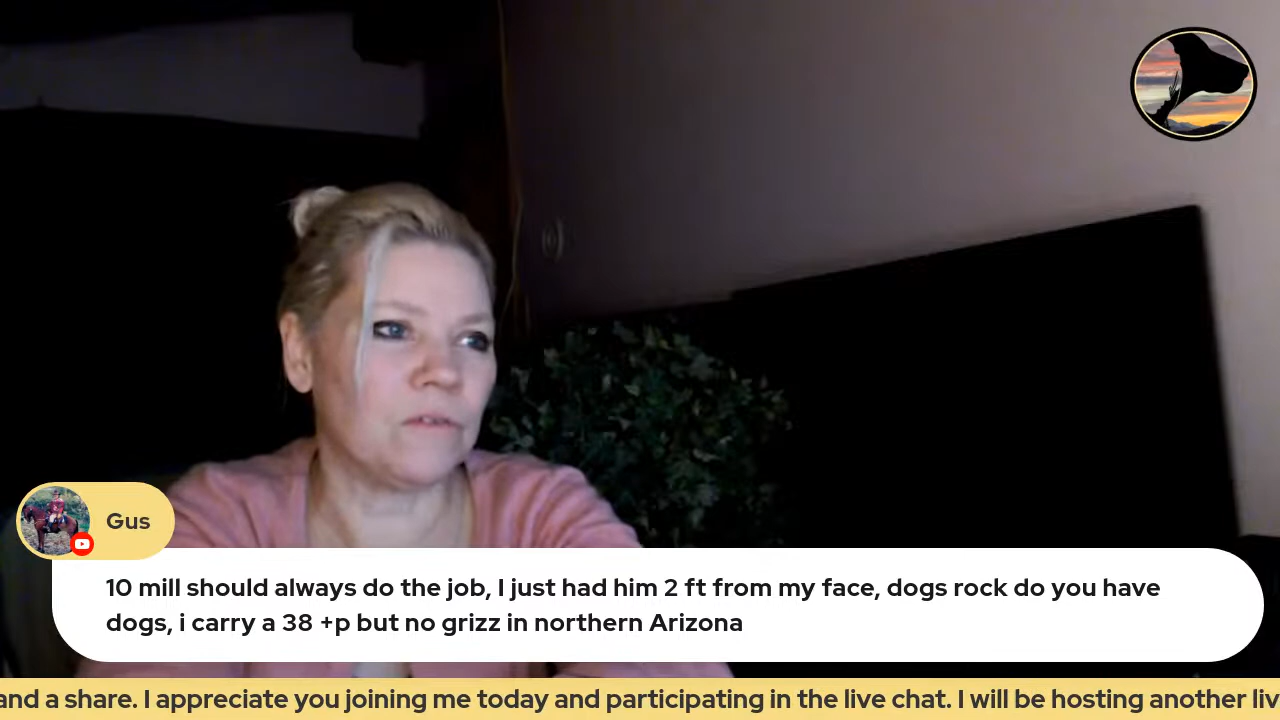 Gus
10 mill should always do the job, I just had him 2 ft from my face, dogs rock do you have
dogs, i carry a 38 +p but no grizz in northern Arizona
and a share. I appreciate you joining me today and participating in the live chat. I will be hosting another liv